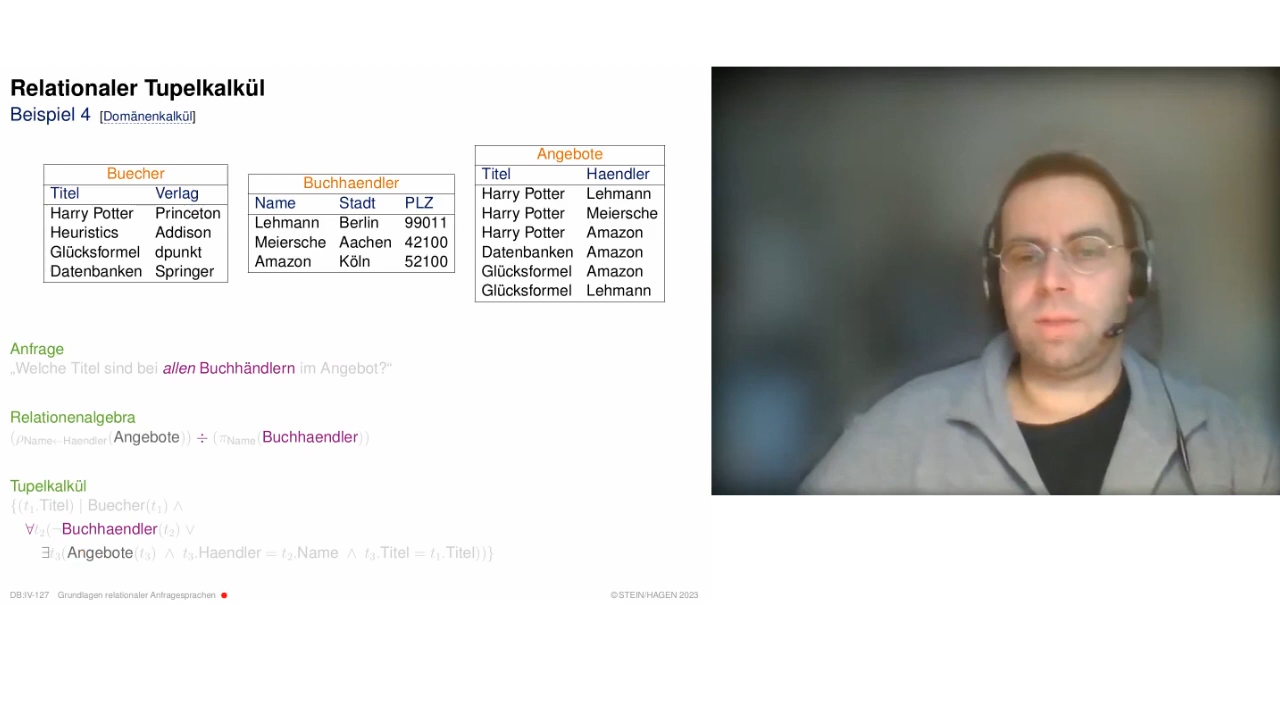 Relationaler Tupelkalkül
Beispiel 4 [Domänenkalkül]
Buecher
Titel Verlag
Harry Potter Princeton
Heuristics Addison
Glücksformel dpunkt
Datenbanken Springer
Buchhaendler
Name Stadt PLZ
Lehmann Berlin 99011
Meiersche Aachen 42100
Amazon Köln 52100
Angebote
Titel Haendler
Harry Potter Lehmann
Harry Potter Meiersche
Harry Potter Amazon
Datenbanken Amazon
Glücksformel Amazon
Glücksformel Lehmann
Anfrage
„Welche Titel sind bei allen Buchhändlern im Angebot?“
Relationenalgebra
(ρName←Haendler(Angebote)) ÷ (πName(Buchhaendler))
Tupelkalkül
{(t₁.Titel) | Buecher(t₁) ∧
∀t₂(¬Buchhaendler(t₂) ∨
∃t₃(Angebote(t₃) ∧ t₃.Haendler = t₂.Name ∧ t₃.Titel = t₁.Titel))}
DB:IV-127 Grundlagen relationaler Anfragesprachen
©STEIN/HAGEN 2023